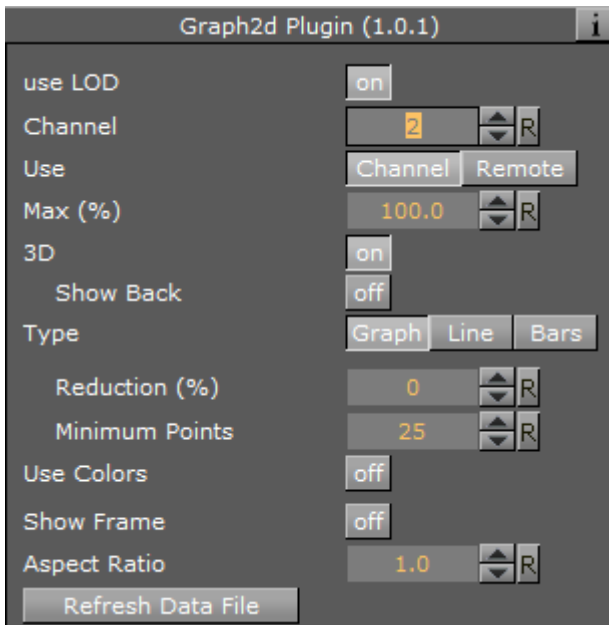 Graph2d Plugin (1.0.1) i
use LOD on
Channel 2 R
Use Channel Remote
Max (%) 100.0 R
3D on
Show Back off
Type Graph Line Bars
Reduction (%) 0 R
Minimum Points 25 R
Use Colors off
Show Frame off
Aspect Ratio 1.0 R
Refresh Data File